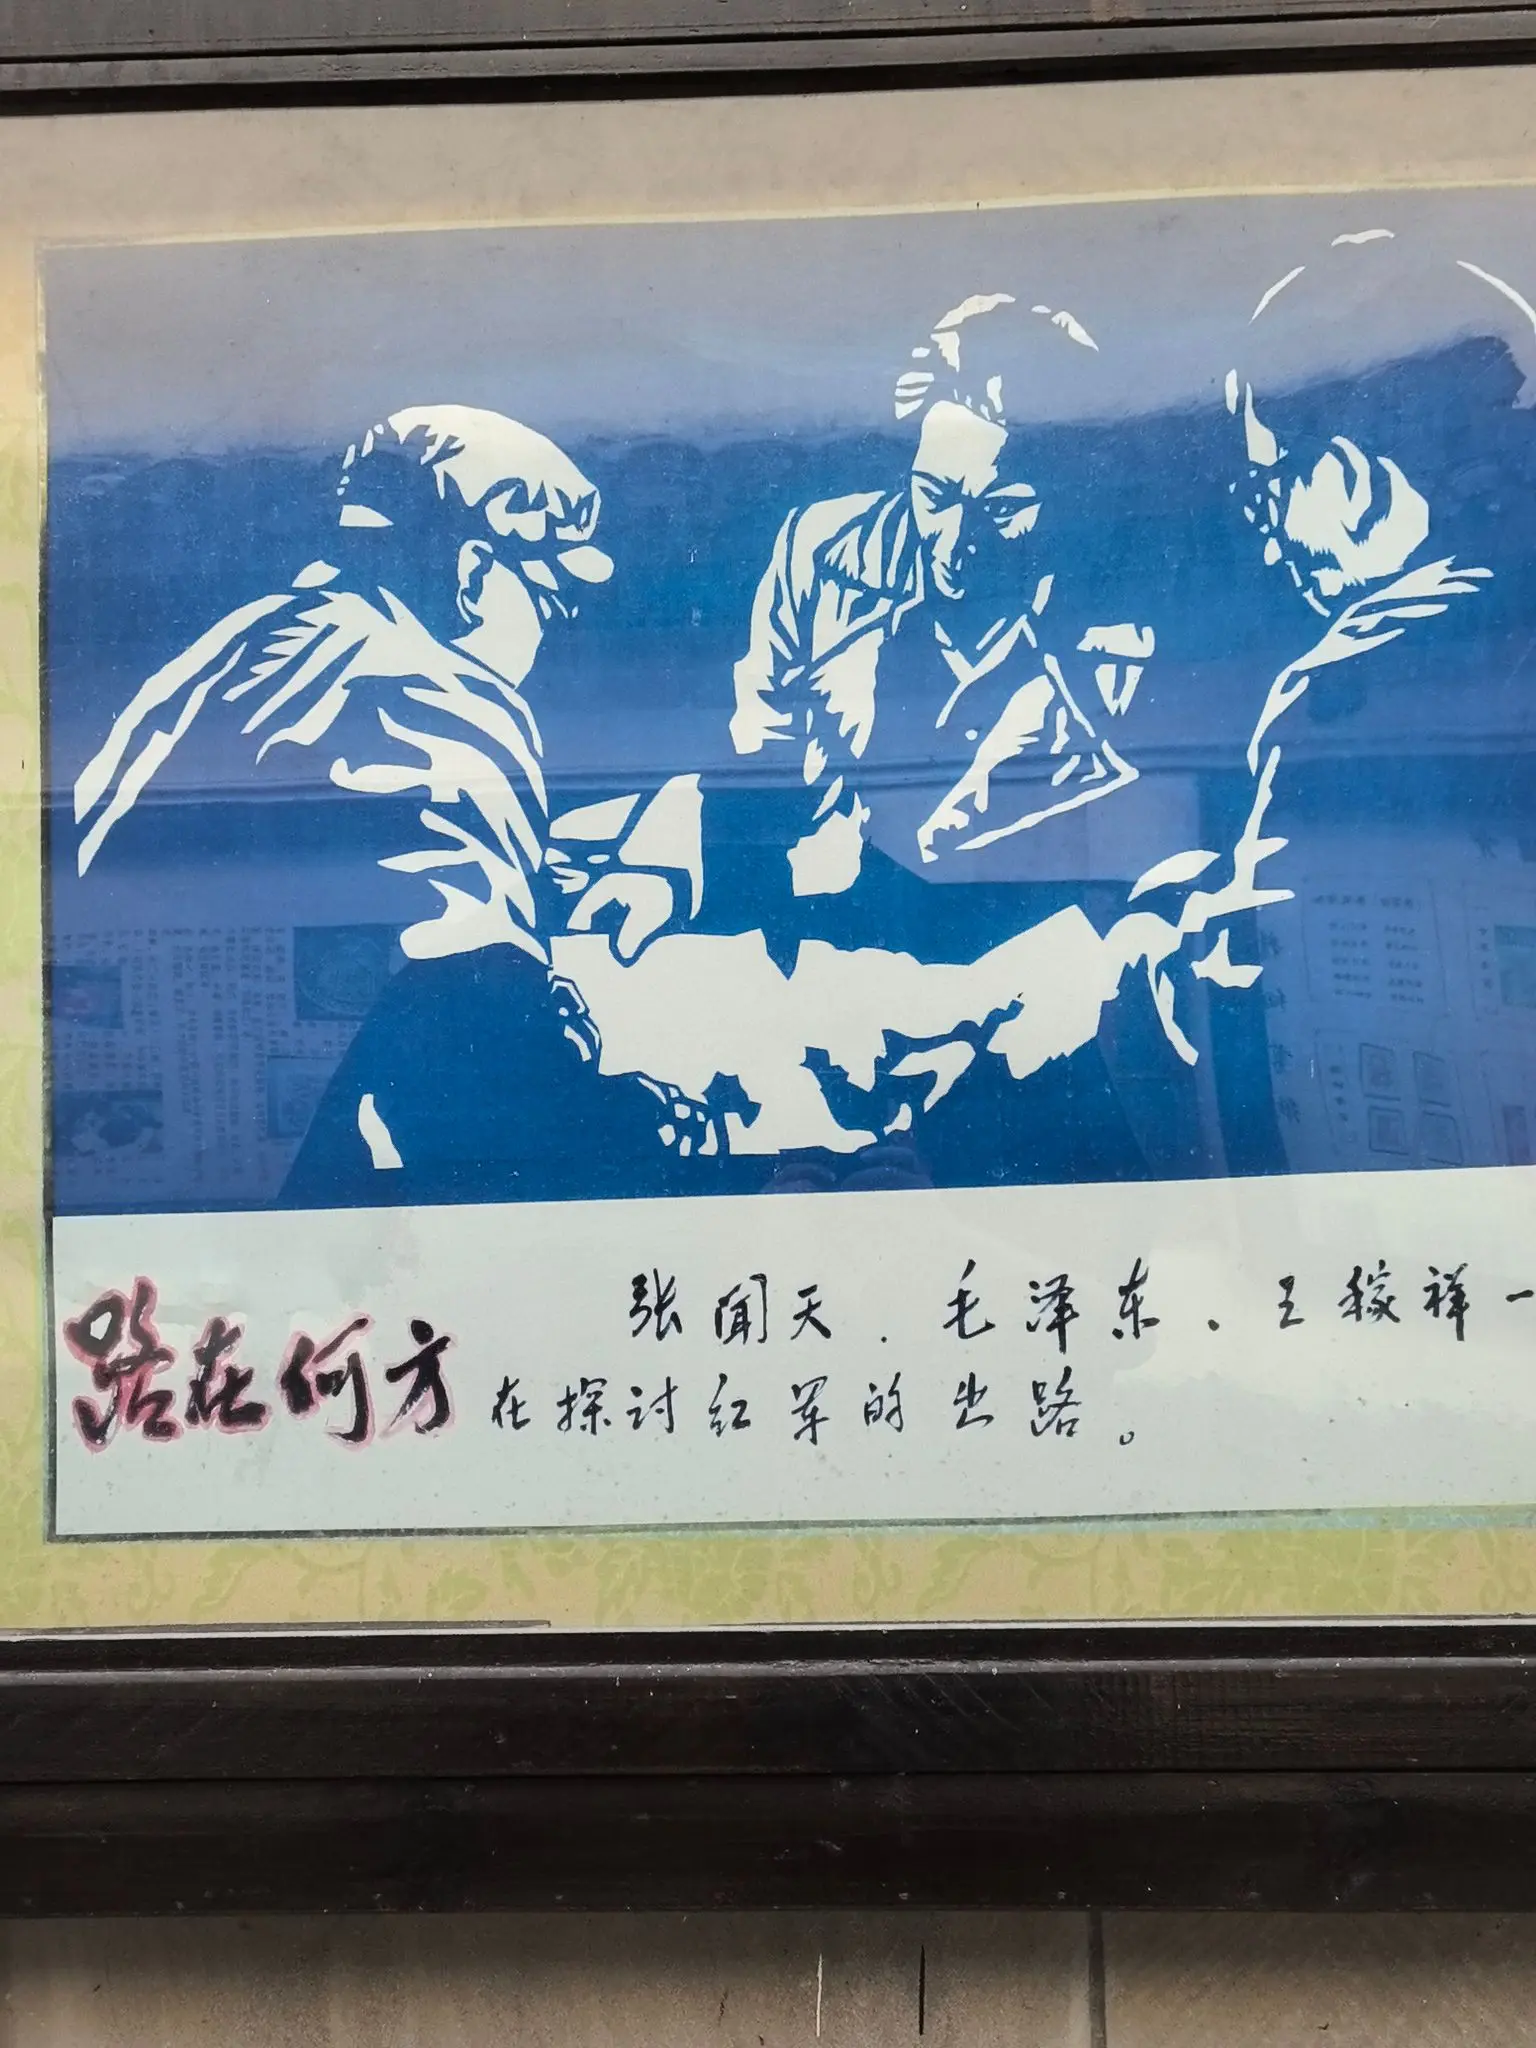 路在何方
张闻天、毛泽东、王稼祥一
在探讨红军的出路。